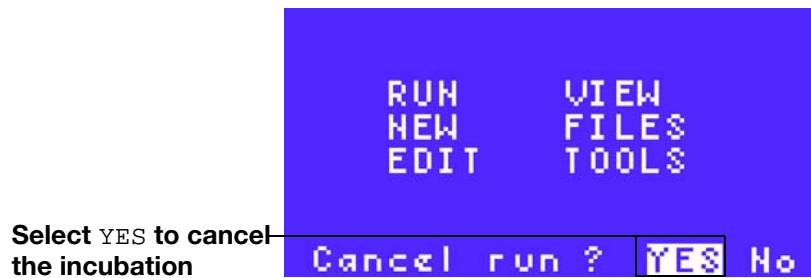 RUN VIEW
NEW FILES
EDIT TOOLS
Select YES to cancel
the incubation
Cancel run ? YES No